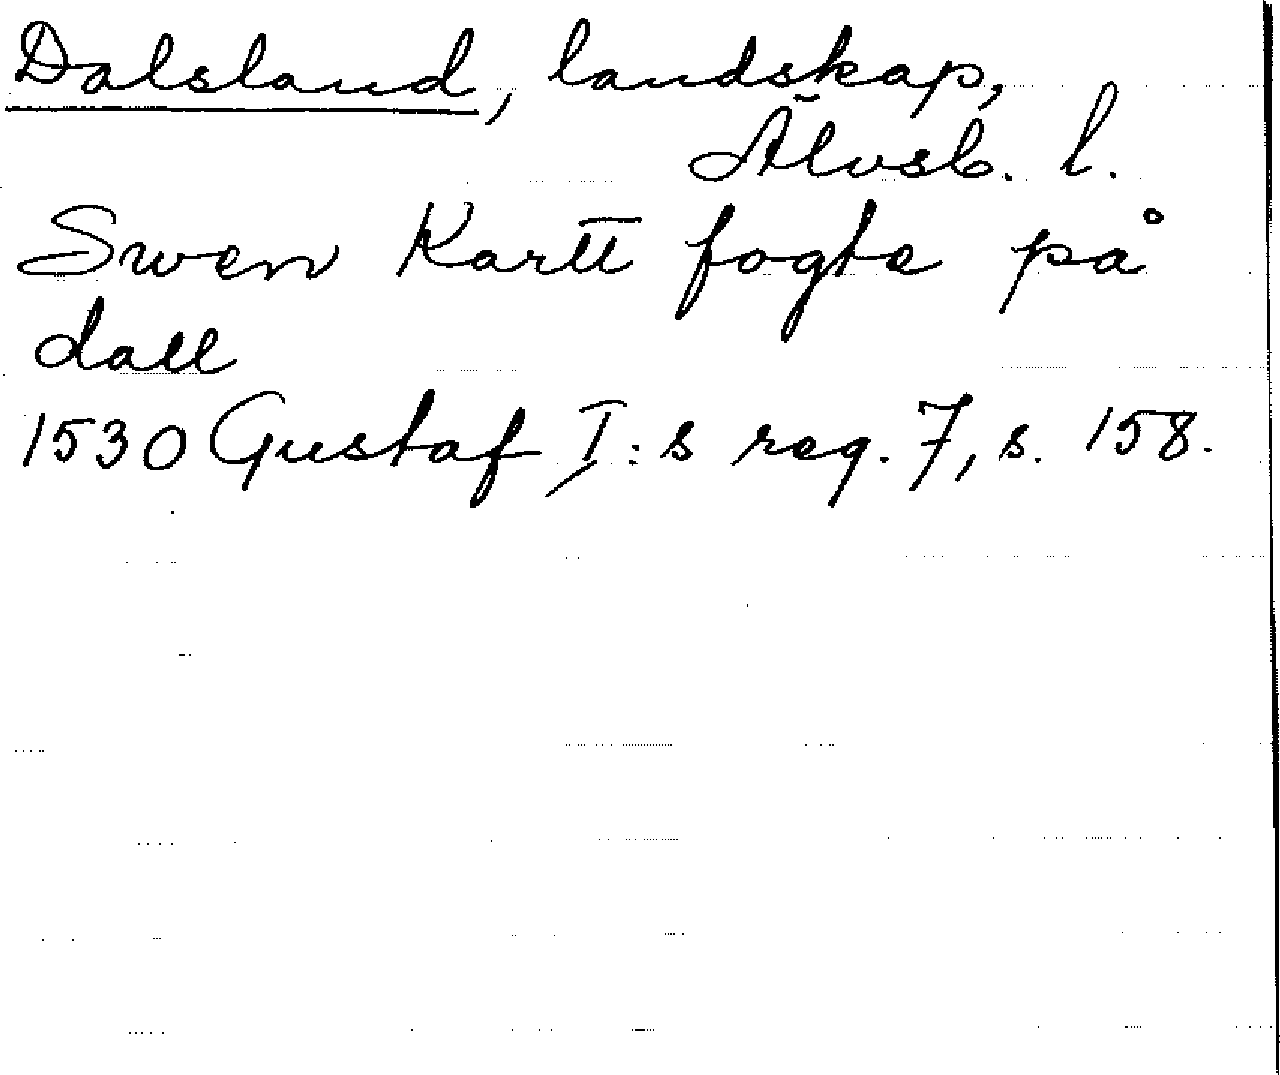 Dalsland, landskap,
Älvsb. l.
Swen Kartt fogte på
dall
1530 Gustaf I:s reg. 7, s. 158.